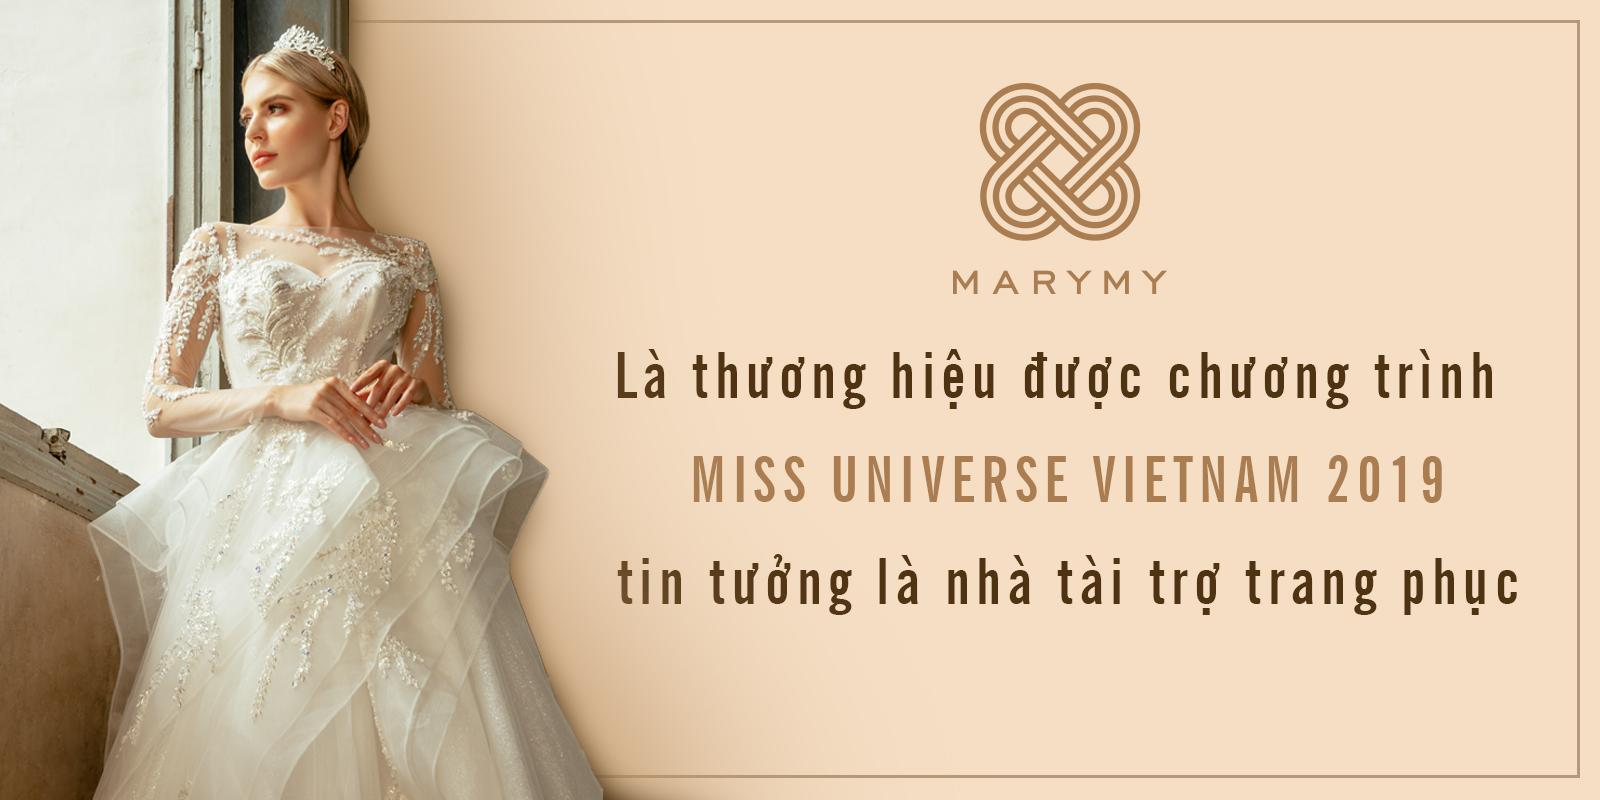 MARYMY
Là thương hiệu được chương trình
MISS UNIVERSE VIETNAM 2019
tin tưởng là nhà tài trợ trang phục